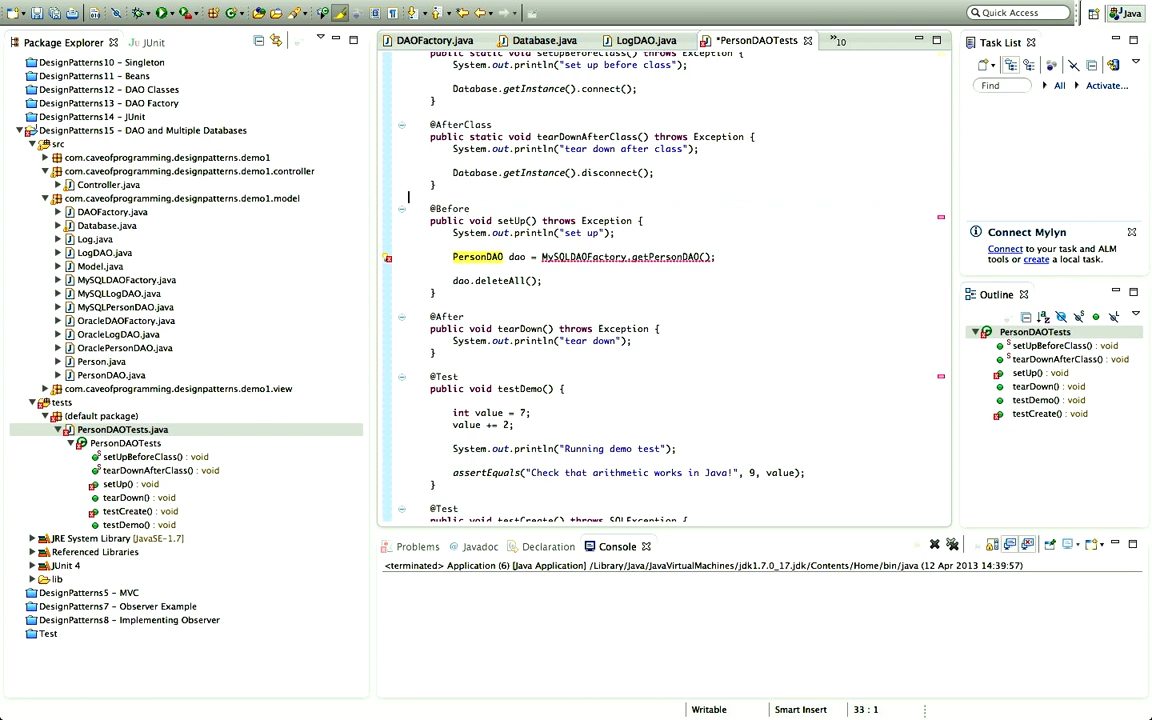 Quick Access
Java
Package Explorer
JUnit
DesignPatterns10 - Singleton
DesignPatterns11 - Beans
DesignPatterns12 - DAO Classes
DesignPatterns13 - DAO Factory
DesignPatterns14 - JUnit
DesignPatterns15 - DAO and Multiple Databases
src
com.caveofprogramming.designpatterns.demo1
com.caveofprogramming.designpatterns.demo1.controller
Controller.java
com.caveofprogramming.designpatterns.demo1.model
DAOFactory.java
Database.java
Log.java
LogDAO.java
Model.java
MySQLDAOFactory.java
MySQLLogDAO.java
MySQLPersonDAO.java
OracleDAOFactory.java
OracleLogDAO.java
OraclePersonDAO.java
Person.java
PersonDAO.java
com.caveofprogramming.designpatterns.demo1.view
tests
(default package)
PersonDAOTests.java
PersonDAOTests
setUpBeforeClass() : void
tearDownAfterClass() : void
setUp() : void
tearDown() : void
testCreate() : void
testDemo() : void
JRE System Library [JavaSE-1.7]
Referenced Libraries
JUnit 4
lib
DesignPatterns5 - MVC
DesignPatterns7 - Observer Example
DesignPatterns8 - Implementing Observer
Test
DAOFactory.java
Database.java
LogDAO.java
*PersonDAOTests
»10
public static void setUpBeforeClass() throws Exception {
System.out.println("set up before class");
Database.getInstance().connect();
}
@AfterClass
public static void tearDownAfterClass() throws Exception {
System.out.println("tear down after class");
Database.getInstance().disconnect();
}
@Before
public void setUp() throws Exception {
System.out.println("set up");
PersonDAO dao = MySQLDAOFactory.getPersonDAO();
dao.deleteAll();
}
@After
public void tearDown() throws Exception {
System.out.println("tear down");
}
@Test
public void testDemo() {
int value = 7;
value += 2;
System.out.println("Running demo test");
assertEquals("Check that arithmetic works in Java!", 9, value);
}
@Test
public void testCreate() throws SQLException {
Problems
@ Javadoc
Declaration
Console
<terminated> Application (6) [Java Application] /Library/Java/JavaVirtualMachines/jdk1.7.0_17.jdk/Contents/Home/bin/java (12 Apr 2013 14:39:57)
Task List
Find
All
Activate...
Connect Mylyn
Connect to your task and ALM
tools or create a local task.
Outline
PersonDAOTests
setUpBeforeClass() : void
tearDownAfterClass() : void
setUp() : void
tearDown() : void
testDemo() : void
testCreate() : void
Writable
Smart Insert
33 : 1